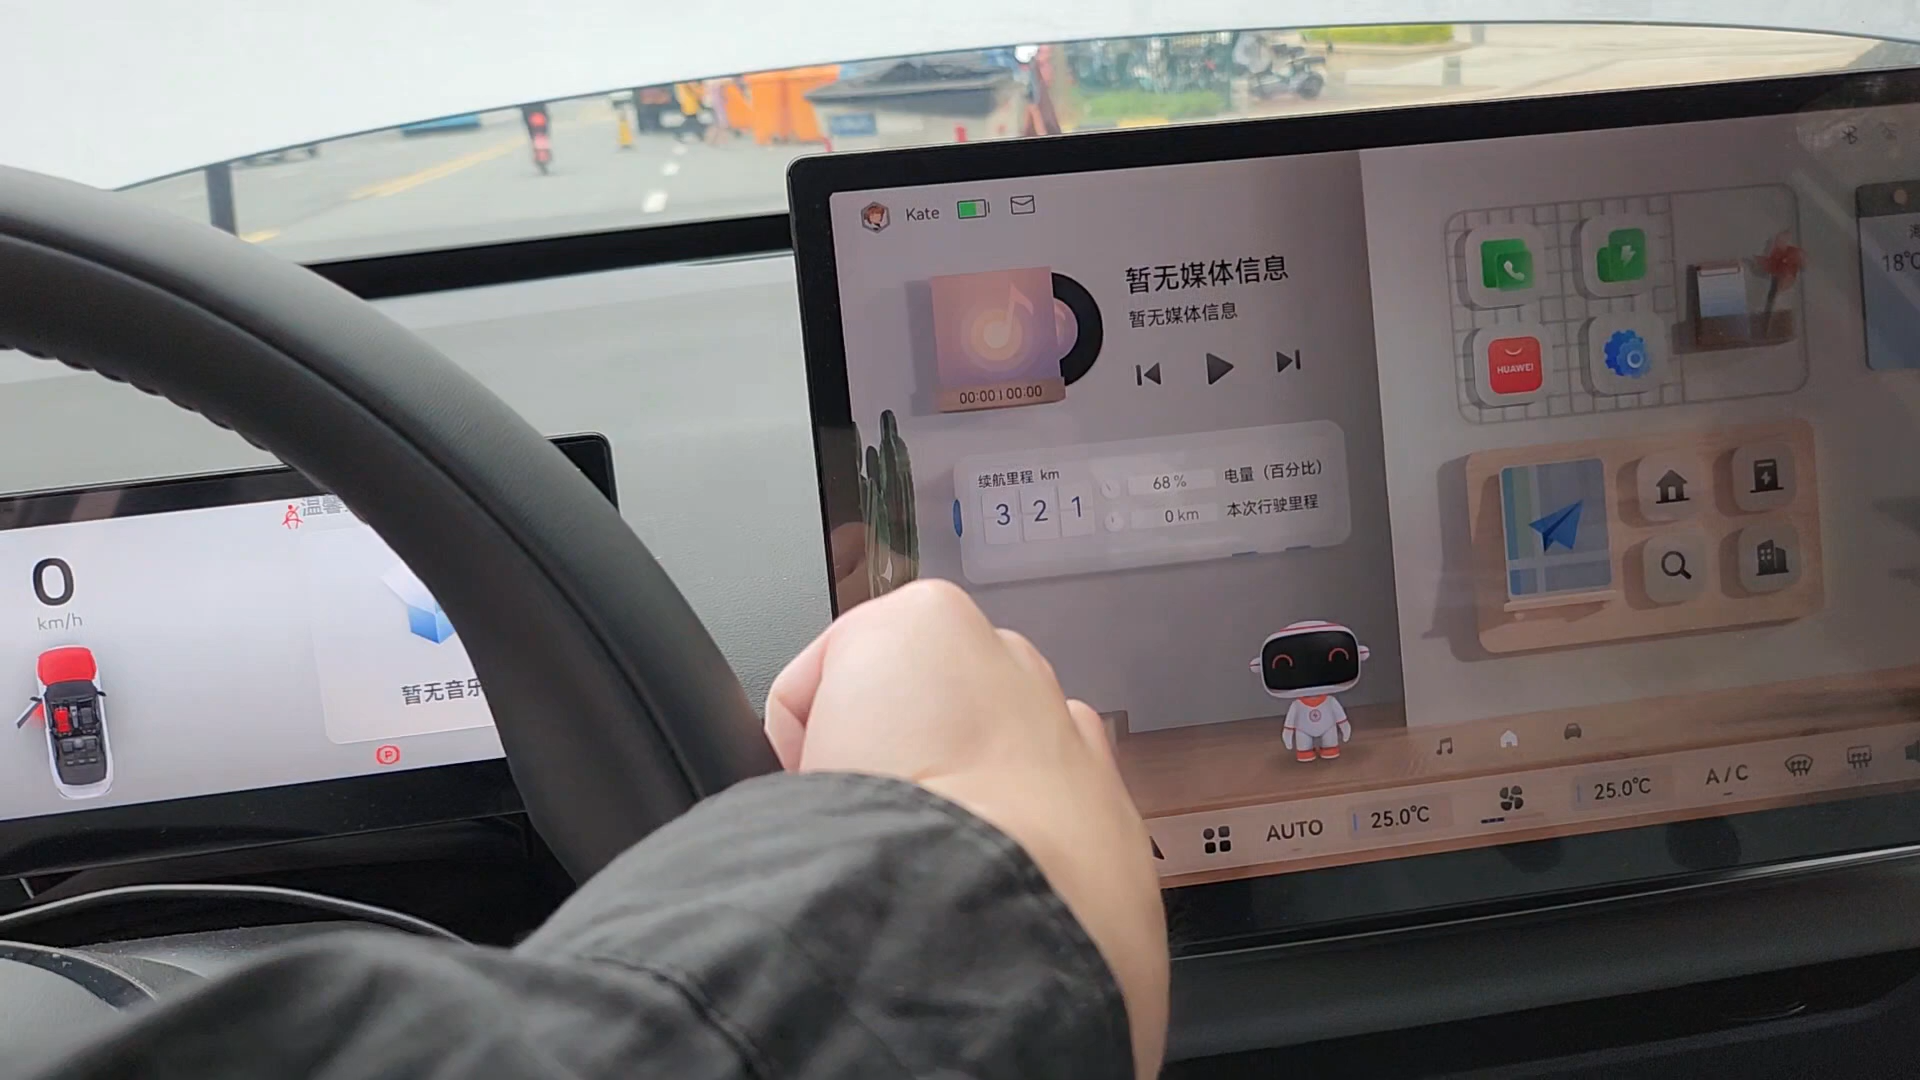 Kate
暂无媒体信息
暂无媒体信息
00:00 | 00:00
HUAWEI
18℃
续航里程 km
3 2 1
68 %
电量（百分比）
0 km
本次行驶里程
温馨
0
km/h
暂无音乐
P
AUTO
25.0℃
25.0℃
A / C